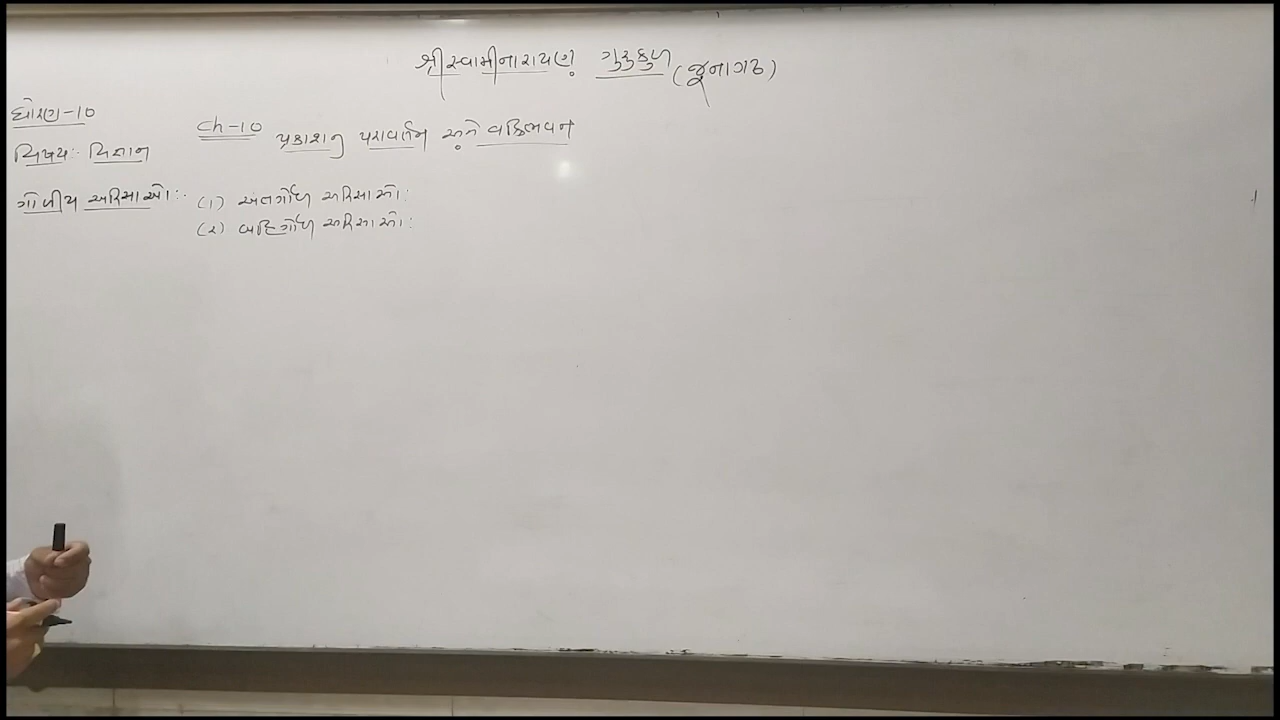 શ્રી સ્વામીનારાયણ ગુરુકુળ (જૂનાગઢ)
ધોરણ-10
Ch-10 પ્રકાશનુ પરાવર્તન અને વક્રિભવન
વિષય:- વિજ્ઞાન
ગોળીય અરિસાઓ:- (1) અંતર્ગોળ અરિસાઓ:
(2) બહિર્ગોળ અરિસાઓ: